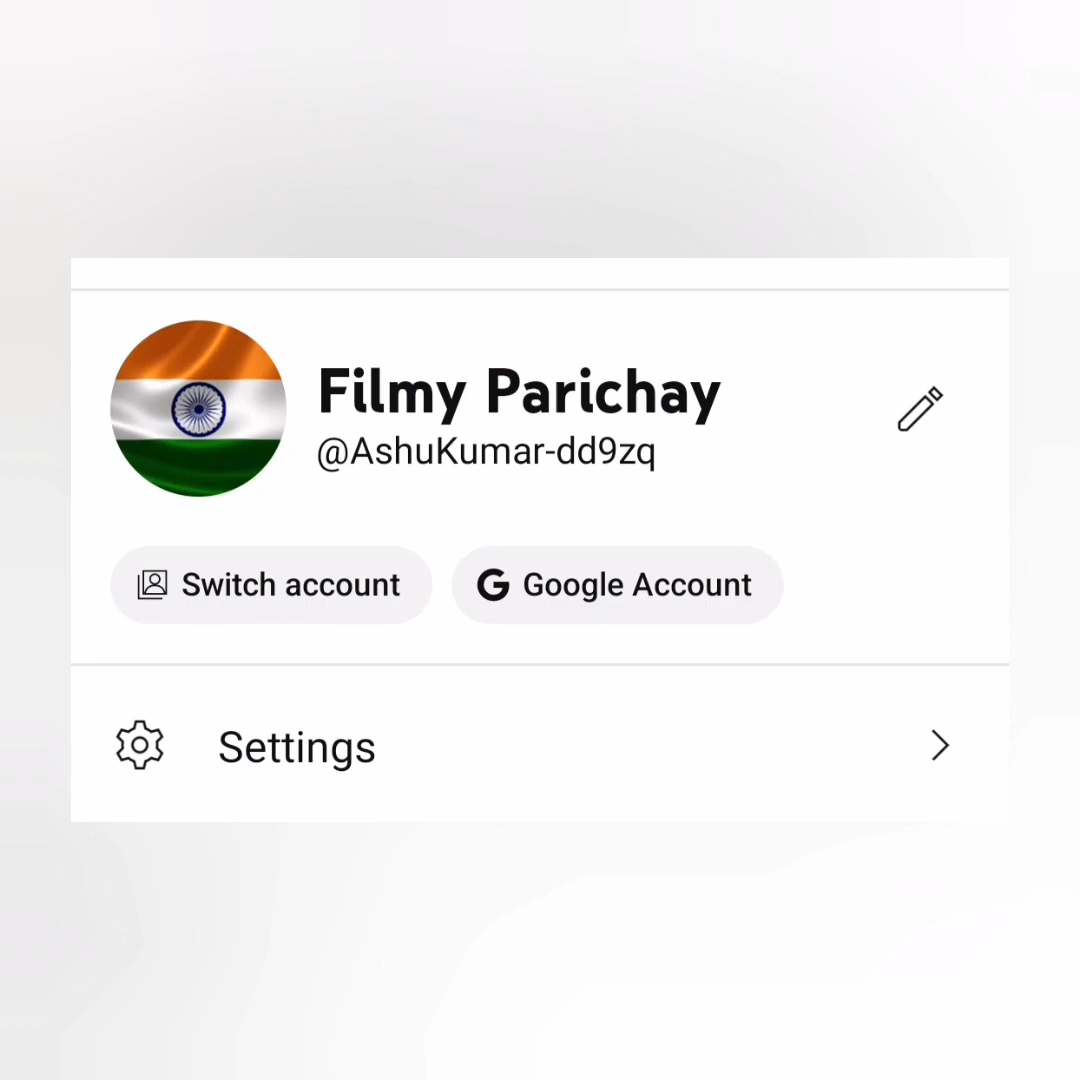 Filmy Parichay
@AshuKumar-dd9zq
Switch account
Google Account
Settings